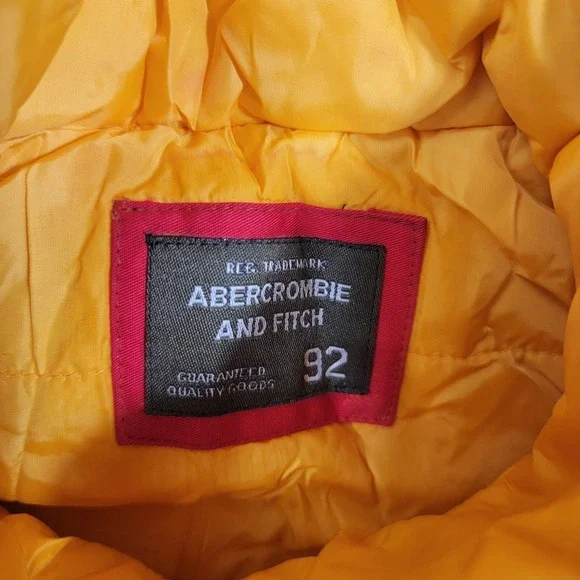 REG. TRADEMARK
ABERCROMBIE
AND FITCH
GUARANTEED
QUALITY GOODS
92